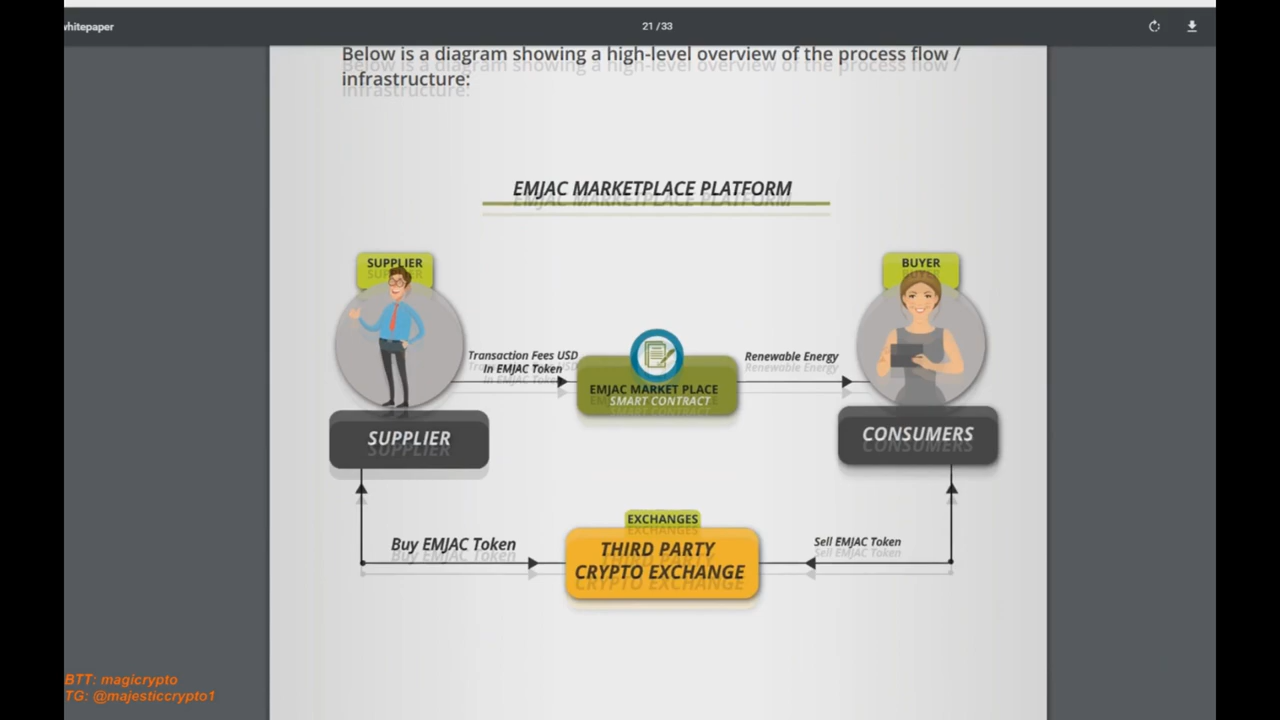 whitepaper
21 /33
Below is a diagram showing a high-level overview of the process flow /
infrastructure:
EMJAC MARKETPLACE PLATFORM
SUPPLIER
BUYER
Transaction Fees USD
In EMJAC Token
Renewable Energy
EMJAC MARKET PLACE
SMART CONTRACT
SUPPLIER
CONSUMERS
EXCHANGES
Buy EMJAC Token
THIRD PARTY
CRYPTO EXCHANGE
Sell EMJAC Token
BTT: magicrypto
TG: @majesticcrypto1